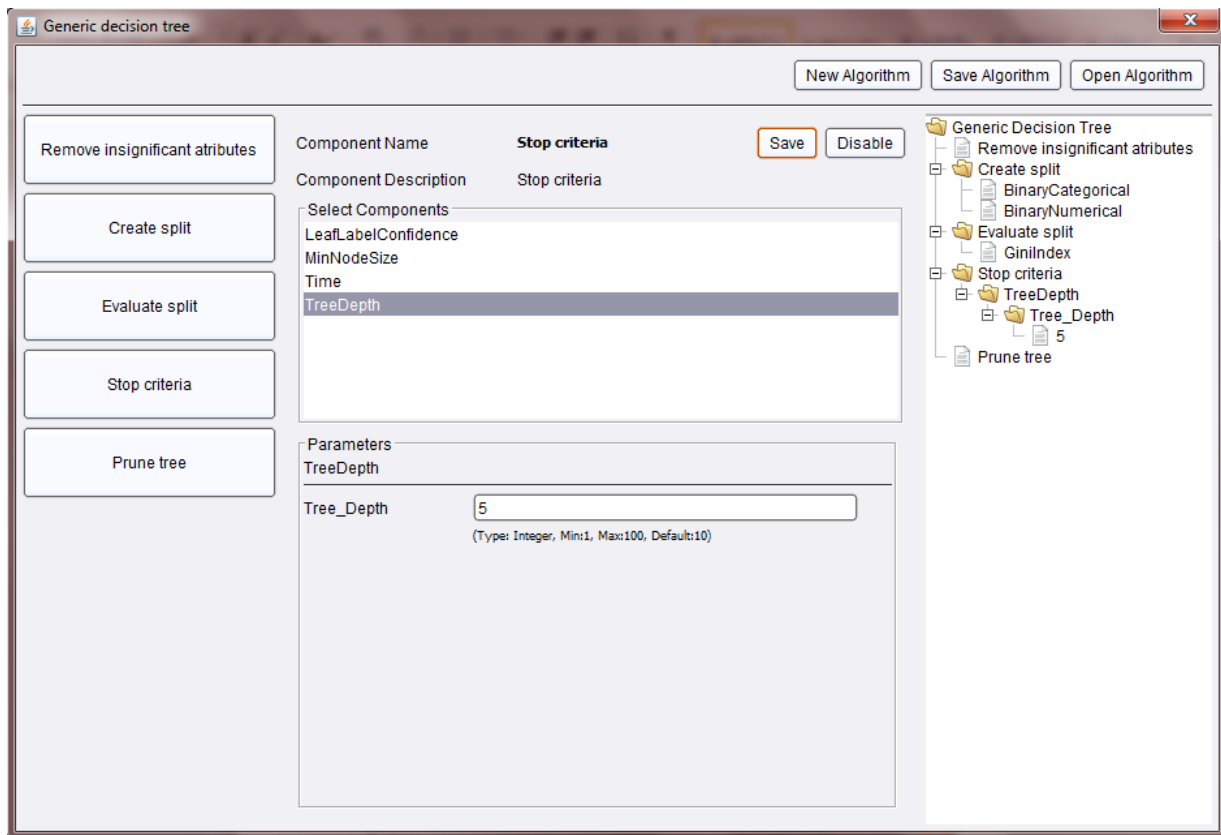 Generic decision tree
New Algorithm
Save Algorithm
Open Algorithm
Remove insignificant atributes
Create split
Evaluate split
Stop criteria
Prune tree
Component Name
Stop criteria
Save
Disable
Component Description
Stop criteria
Select Components
LeafLabelConfidence
MinNodeSize
Time
TreeDepth
Parameters
TreeDepth
Tree_Depth
5
(Type: Integer, Min:1, Max:100, Default:10)
Generic Decision Tree
Remove insignificant atributes
Create split
BinaryCategorical
BinaryNumerical
Evaluate split
GiniIndex
Stop criteria
TreeDepth
Tree_Depth
5
Prune tree